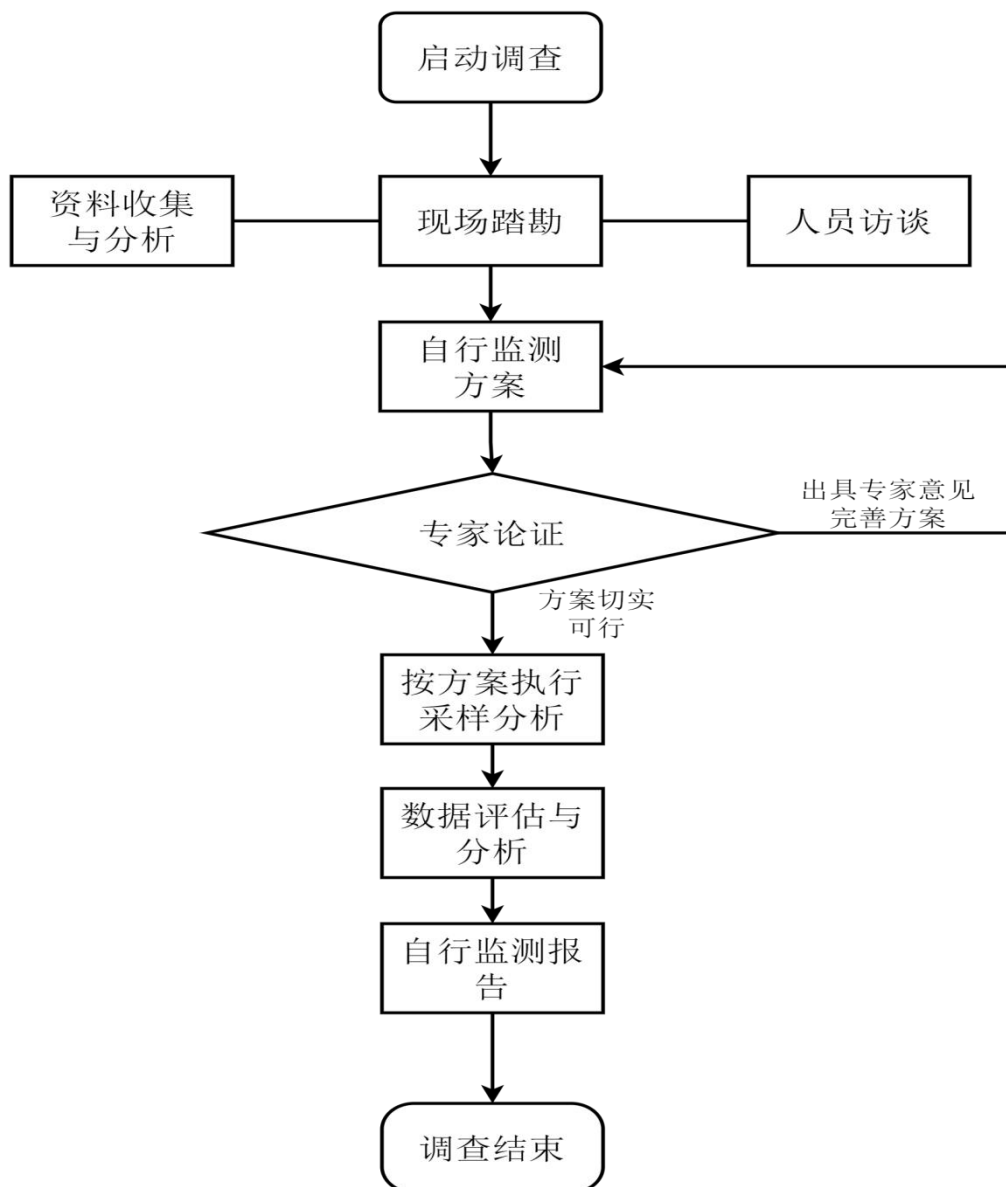 启动调查
资料收集
与分析
现场踏勘
人员访谈
自行监测
方案
专家论证
出具专家意见
完善方案
方案切实
可行
按方案执行
采样分析
数据评估与
分析
自行监测报
告
调查结束